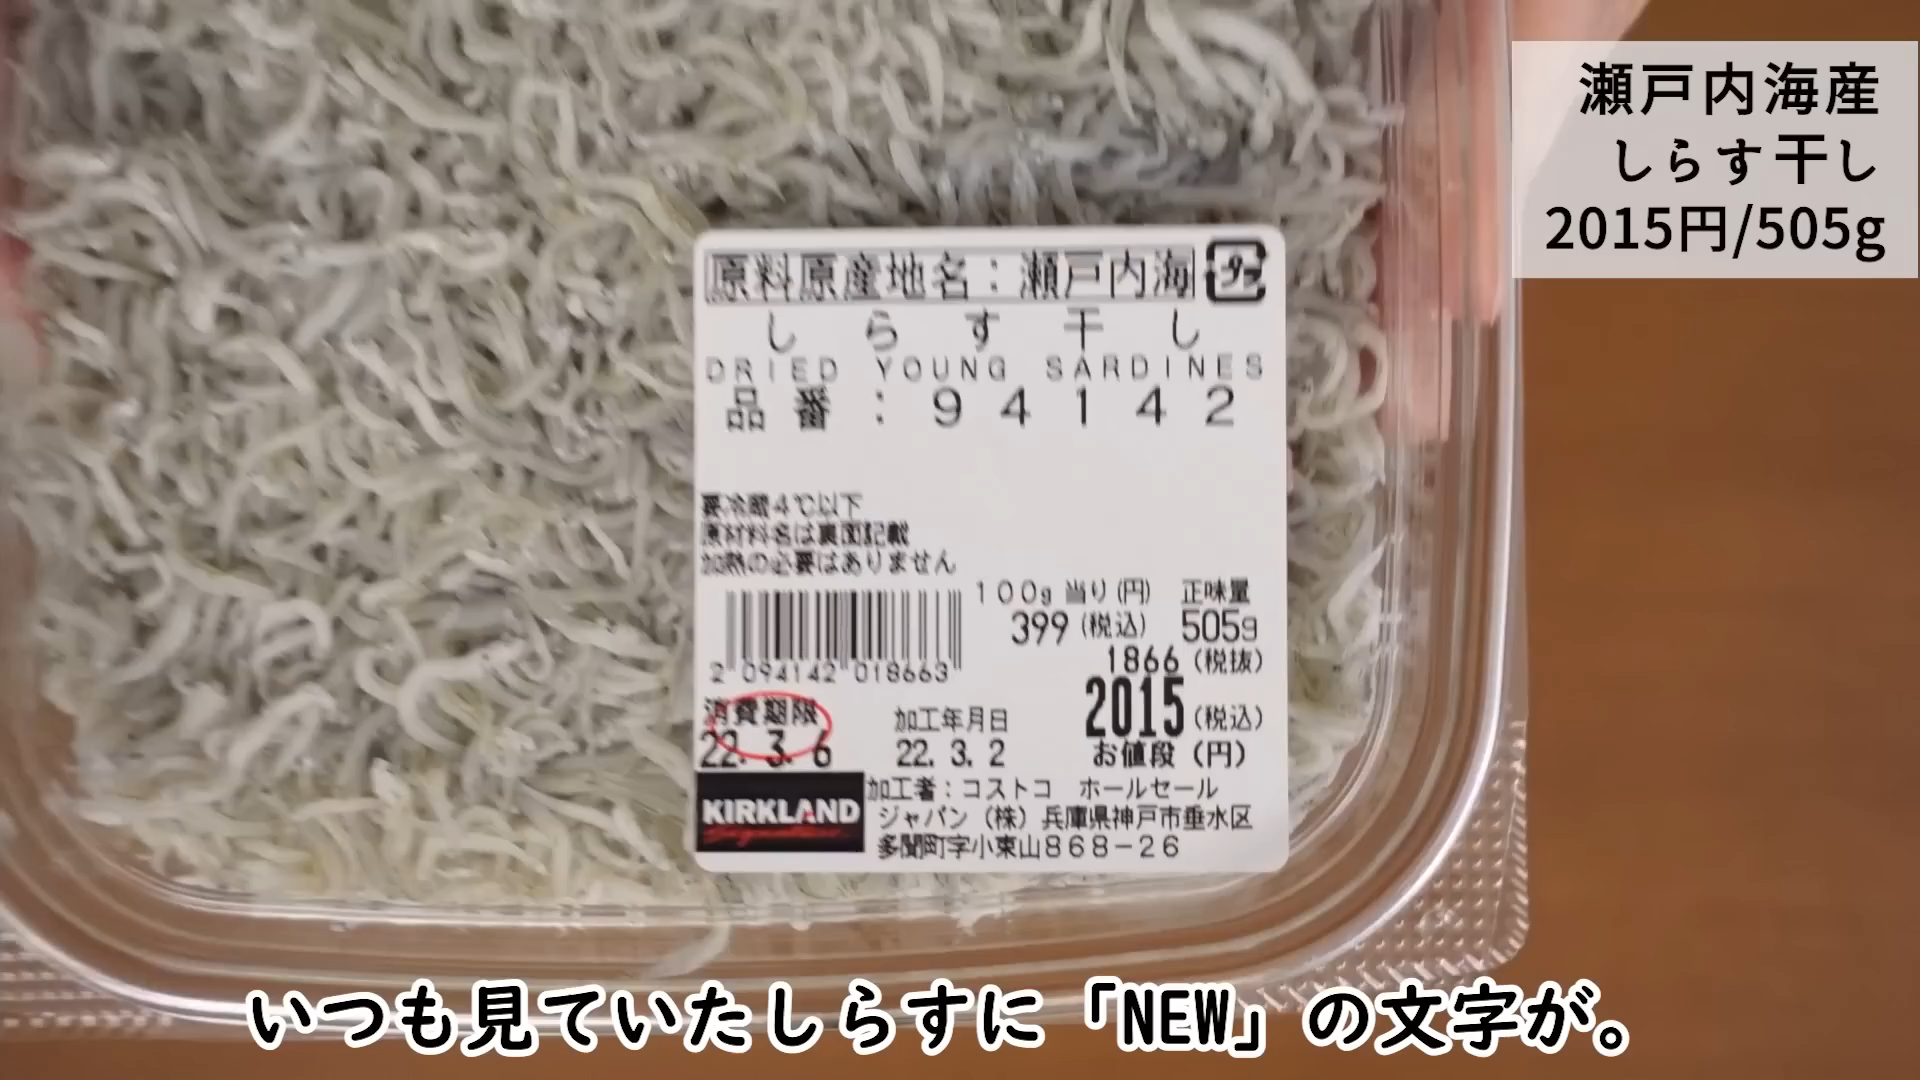 瀬戸内海産
しらす干し
2015円/505g
原料原産地名：瀬戸内海
プラ
しらす干し
DRIED YOUNG SARDINES
品番：94142
要冷蔵4℃以下
原材料名は裏面記載
加熱の必要はありません
100g当り(円) 正味量
399(税込) 505g
1866(税抜)
2 094142 018663
2015(税込)
消費期限 加工年月日
22. 3. 6 22. 3. 2 お値段(円)
KIRKLAND
Signature
加工者：コストコ ホールセール
ジャパン(株)兵庫県神戸市垂水区
多聞町字小束山868-26
いつも見ていたしらすに「NEW」の文字が。